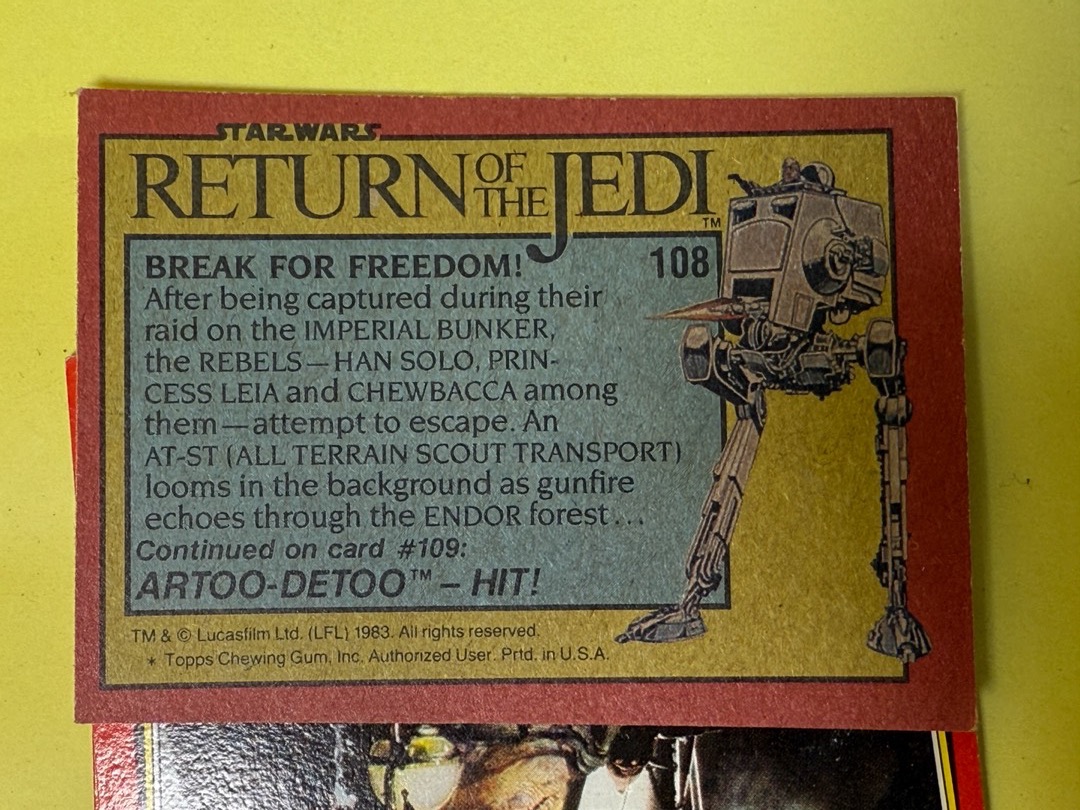 STAR WARS
RETURN OF THE JEDI™
BREAK FOR FREEDOM! 108
After being captured during their
raid on the IMPERIAL BUNKER,
the REBELS—HAN SOLO, PRIN-
CESS LEIA and CHEWBACCA among
them—attempt to escape. An
AT-ST (ALL TERRAIN SCOUT TRANSPORT)
looms in the background as gunfire
echoes through the ENDOR forest...
Continued on card #109:
ARTOO-DETOO™ – HIT!
TM & © Lucasfilm Ltd. (LFL) 1983. All rights reserved.
* Topps Chewing Gum, Inc. Authorized User. Prtd. in U.S.A.